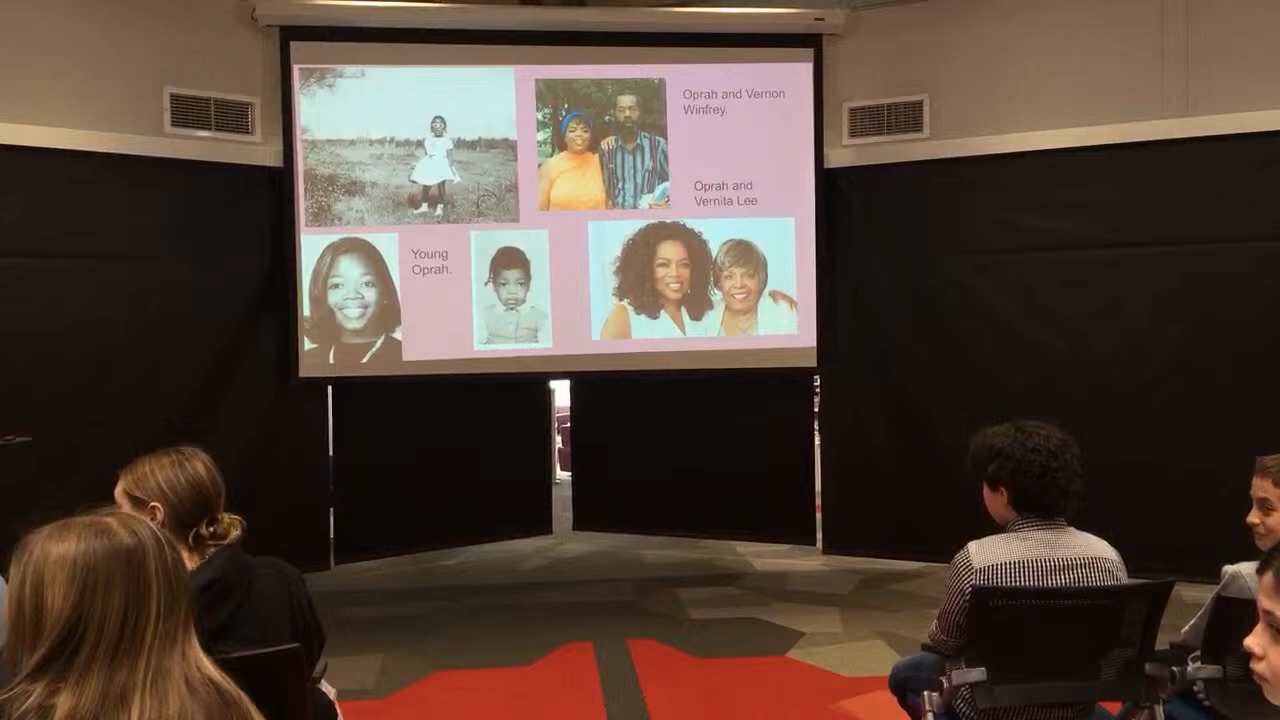 Oprah and Vernon
Winfrey.
Oprah and
Vernita Lee
Young
Oprah.